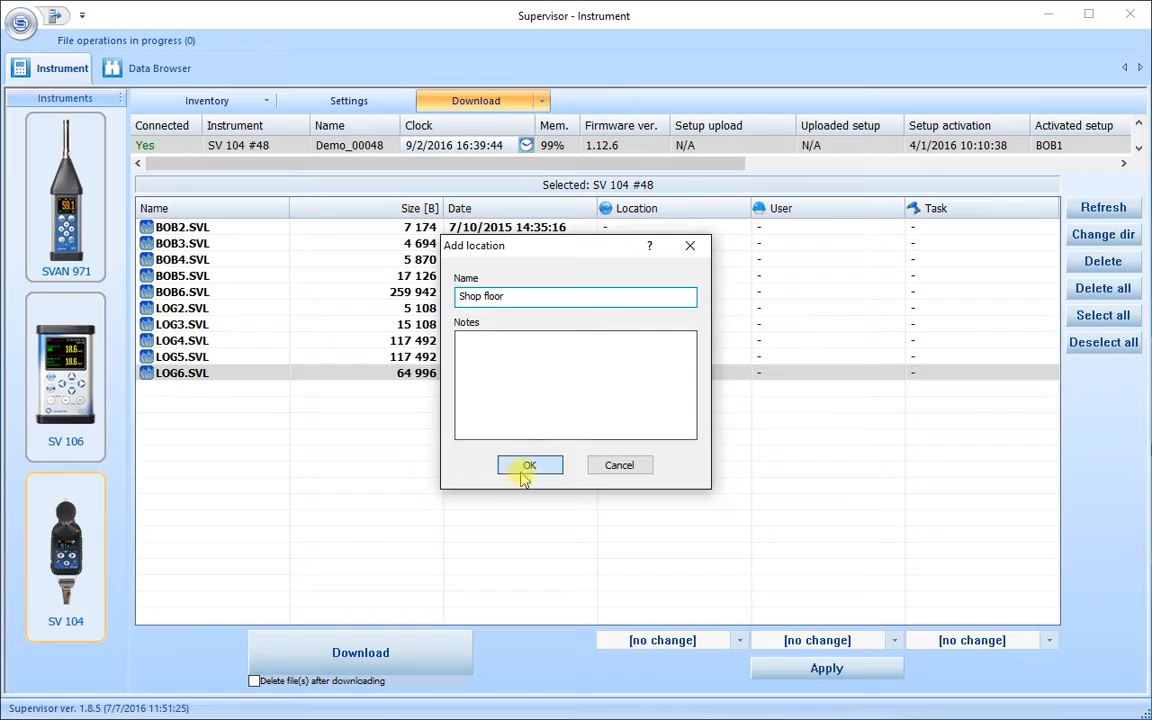 Supervisor - Instrument
File operations in progress (0)
Instrument
Data Browser
Instruments
Inventory
Settings
Download
Connected Instrument Name Clock Mem. Firmware ver. Setup upload Uploaded setup Setup activation Activated setup
Yes SV 104 #48 Demo_00048 9/2/2016 16:39:44 99% 1.12.6 N/A N/A 4/1/2016 10:10:38 BOB1
Selected: SV 104 #48
Name Size [B] Date Location User Task
BOB2.SVL 7 174 7/10/2015 14:35:16 - - -
BOB3.SVL 4 694 - -
BOB4.SVL 5 870 - -
BOB5.SVL 17 126 - -
BOB6.SVL 259 942 - -
LOG2.SVL 5 108 - -
LOG3.SVL 15 108 - -
LOG4.SVL 117 492 - -
LOG5.SVL 117 492 - -
LOG6.SVL 64 996 - -
Add location
?
Name
Shop floor
Notes
OK
Cancel
Refresh
Change dir
Delete
Delete all
Select all
Deselect all
SVAN 971
SV 106
SV 104
[no change] [no change] [no change]
Download
Apply
Delete file(s) after downloading
Supervisor ver. 1.8.5 (7/7/2016 11:51:25)